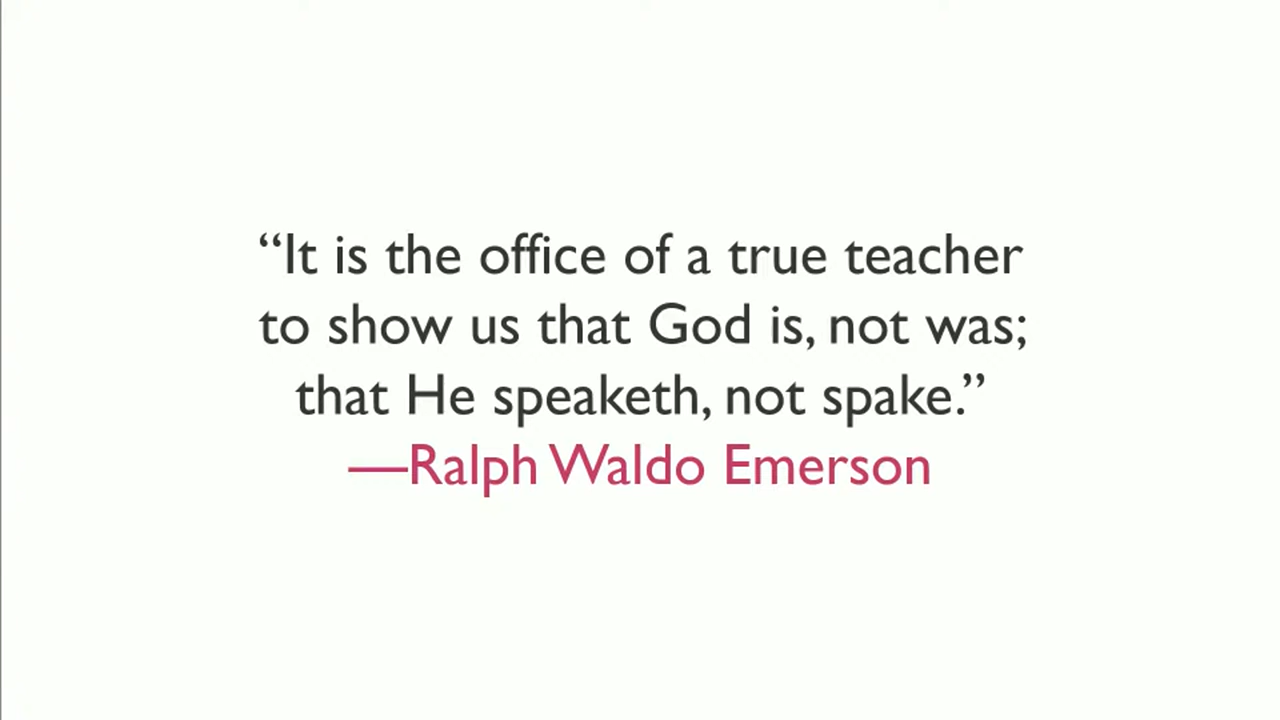 “It is the office of a true teacher
to show us that God is, not was;
that He speaketh, not spake.”
—Ralph Waldo Emerson